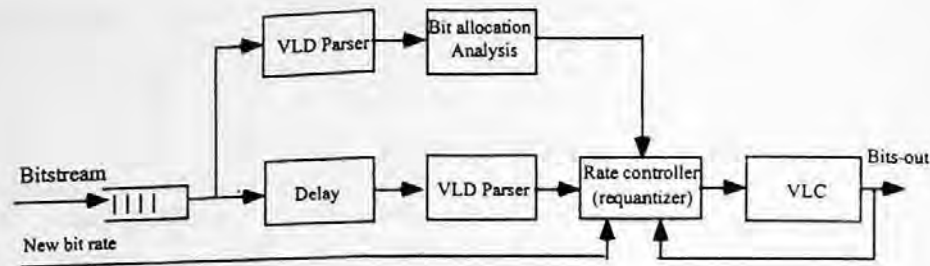 VLD Parser
Bit allocation
Analysis
Bitstream
Delay
VLD Parser
Rate controller
(requantizer)
VLC
Bits-out
New bit rate